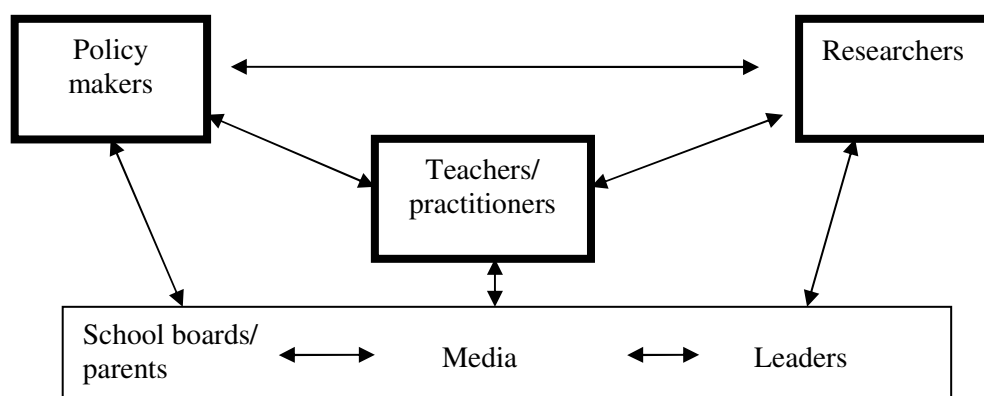 Policy
makers
Researchers
Teachers/
practitioners
School boards/
parents
Media
Leaders